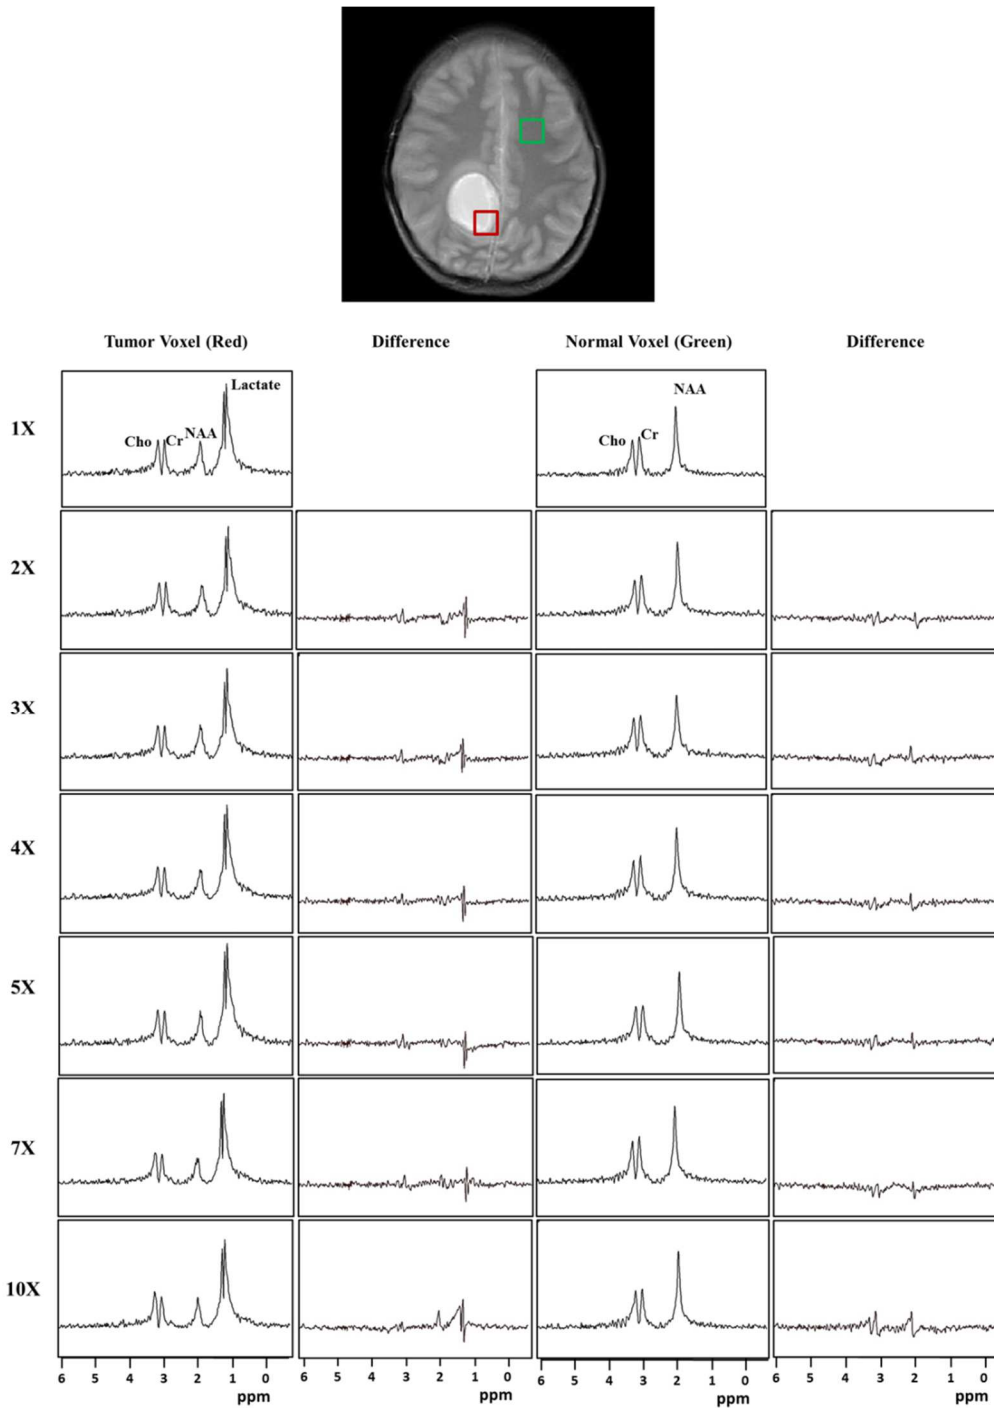 Tumor Voxel (Red) Difference Normal Voxel (Green) Difference
1X
Lactate
Cho Cr NAA
NAA
Cho Cr
2X
3X
4X
5X
7X
10X
6 5 4 3 2 1 0 6 5 4 3 2 1 0 6 5 4 3 2 1 0 6 5 4 3 2 1 0
ppm ppm ppm ppm